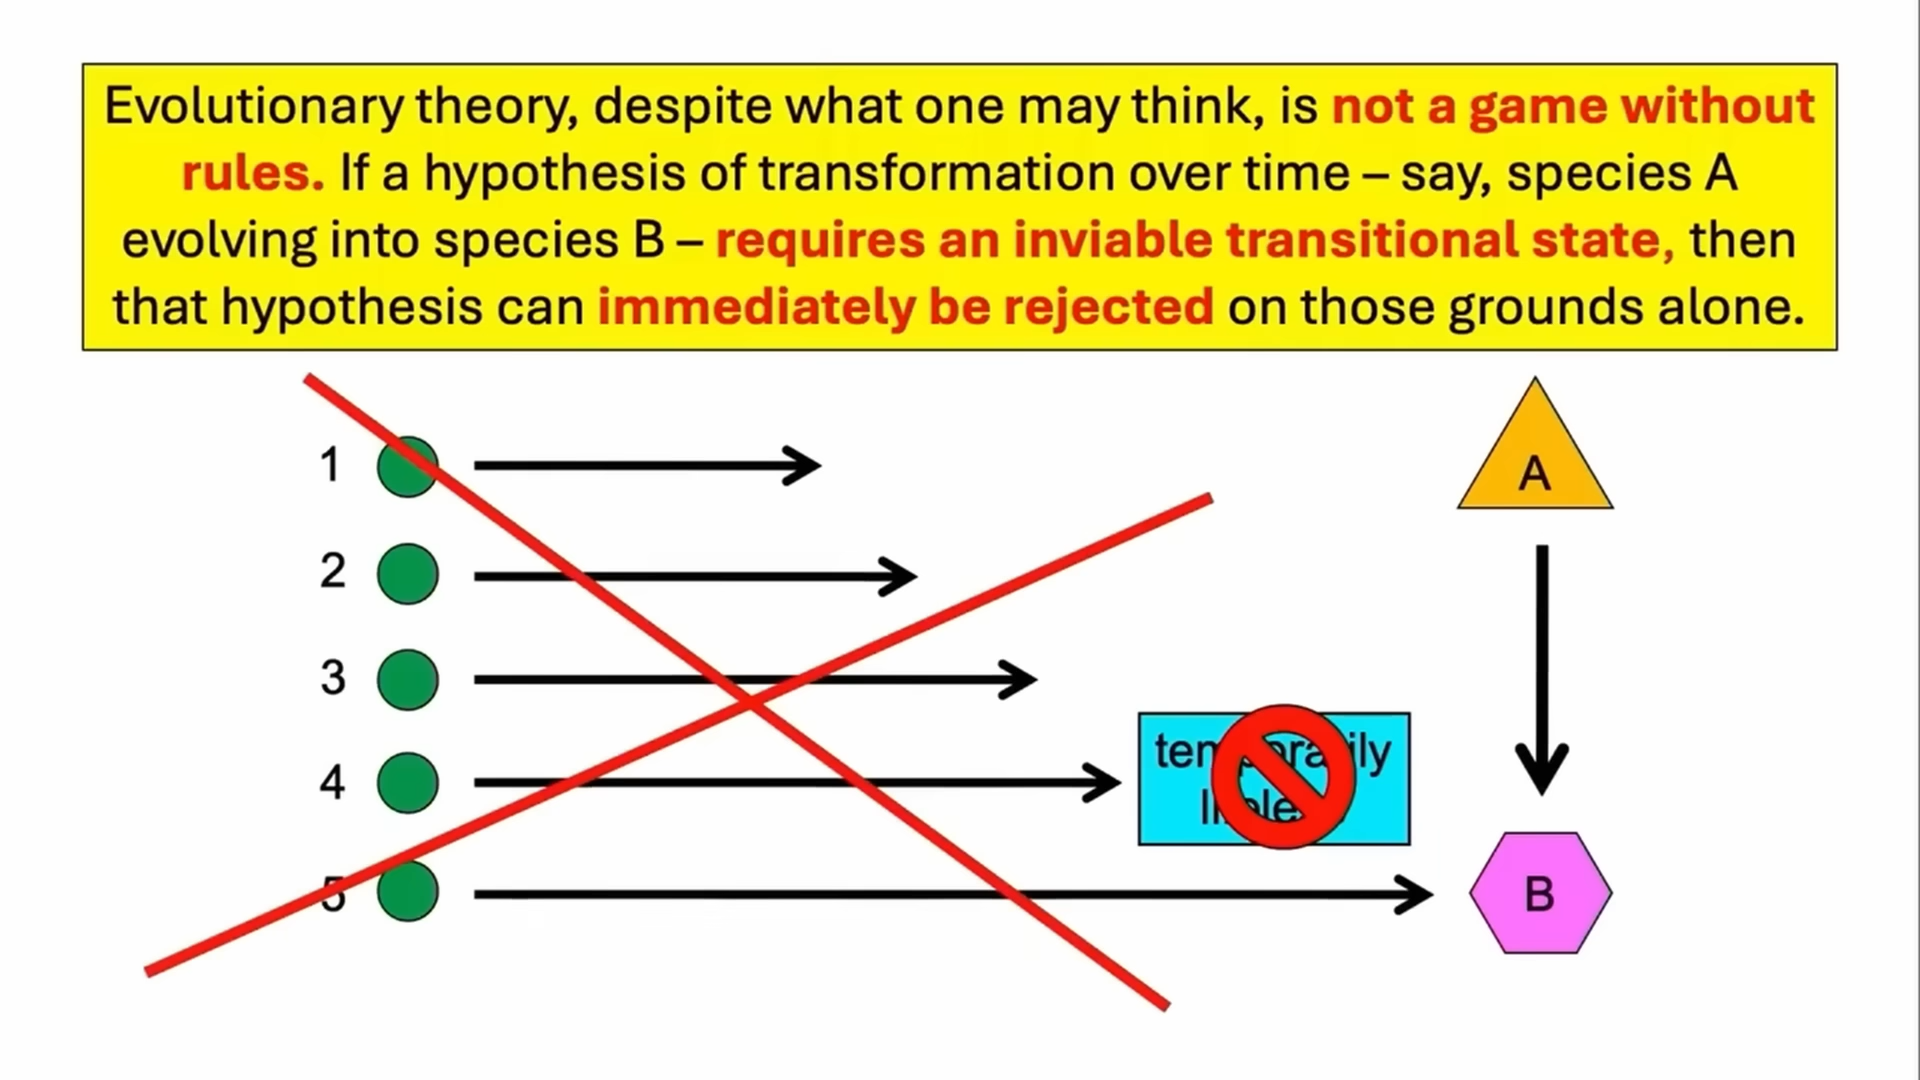 Evolutionary theory, despite what one may think, is not a game without
rules. If a hypothesis of transformation over time – say, species A
evolving into species B – requires an inviable transitional state, then
that hypothesis can immediately be rejected on those grounds alone.
1
A
2
3
4
5
B